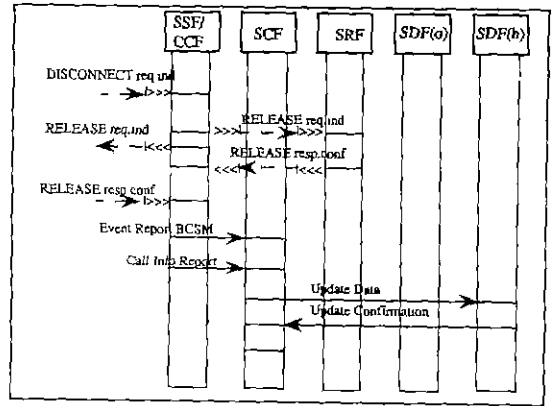 SSF/
CCF
SCF
SRF
SDF(o)
SDF(h)
DISCONNECT req.ind
RELEASE req.ind
RELEASE req.ind
RELEASE resp.conf
RELEASE resp.conf
Event Report BCSM
Call Info Report
Update Data
Update Confirmation